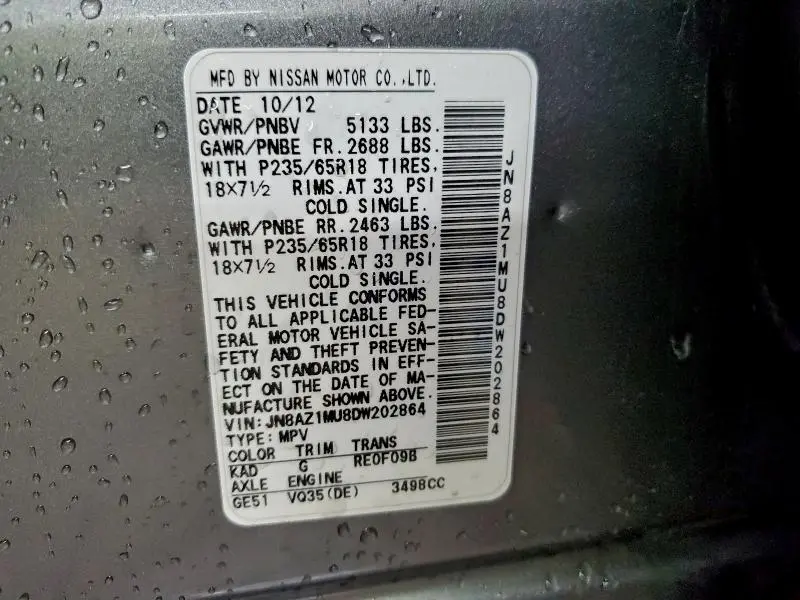 MFD BY NISSAN MOTOR CO.,LTD.
DATE 10/12
GVWR/PNBV 5133 LBS.
GAWR/PNBE FR. 2688 LBS.
WITH P235/65R18 TIRES,
18×7½ RIMS.AT 33 PSI
COLD SINGLE.
GAWR/PNBE RR. 2463 LBS.
WITH P235/65R18 TIRES,
18×7½ RIMS.AT 33 PSI
COLD SINGLE.
THIS VEHICLE CONFORMS
TO ALL APPLICABLE FED-
ERAL MOTOR VEHICLE SA-
FETY AND THEFT PREVEN-
TION STANDARDS IN EFF-
ECT ON THE DATE OF MA-
NUFACTURE SHOWN ABOVE.
VIN: JN8AZ1MU8DW202864
TYPE: MPV
COLOR TRIM TRANS
KAD G RE0F09B
AXLE ENGINE
GE51 VQ35(DE) 3498CC
JN8AZ1MU8DW202864